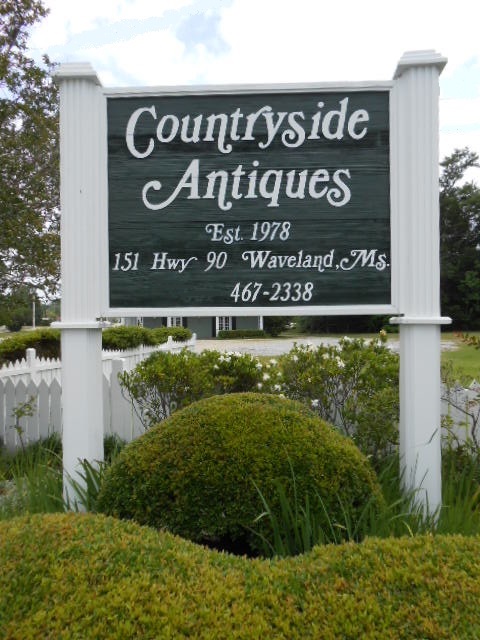 Countryside
Antiques
Est. 1978
151 Hwy 90 Waveland, Ms.
467-2338